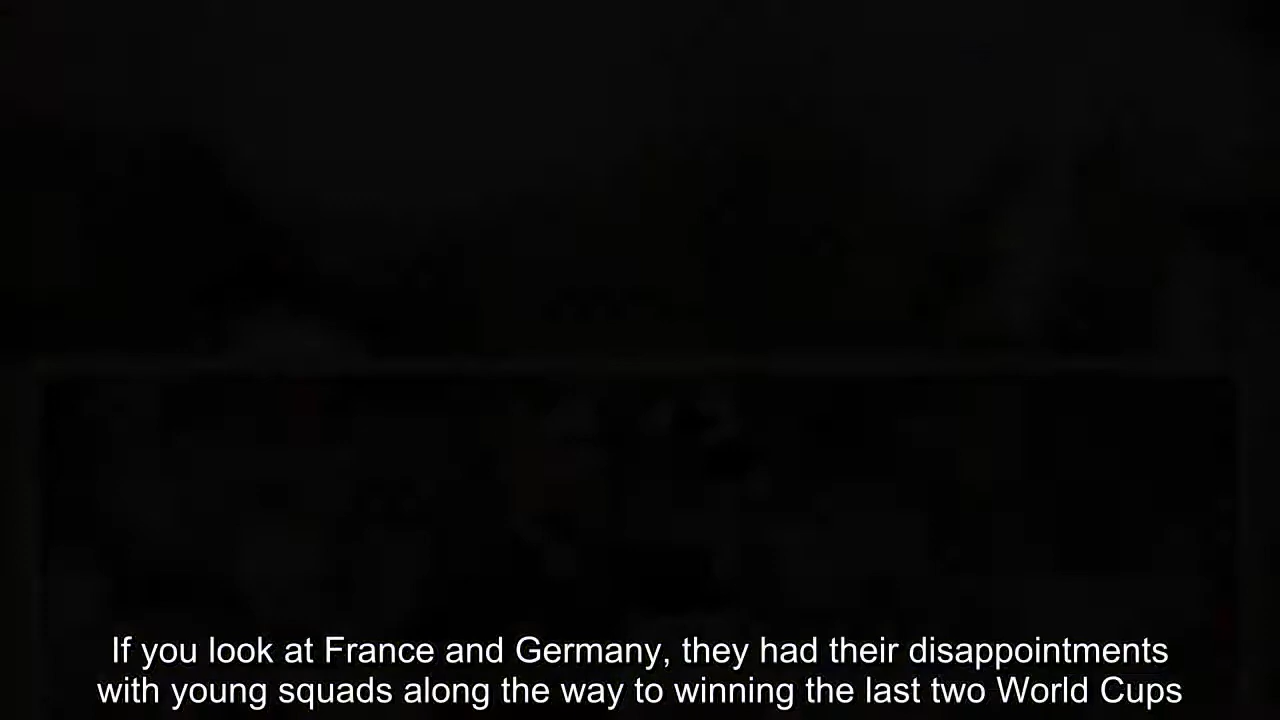 If you look at France and Germany, they had their disappointments
with young squads along the way to winning the last two World Cups